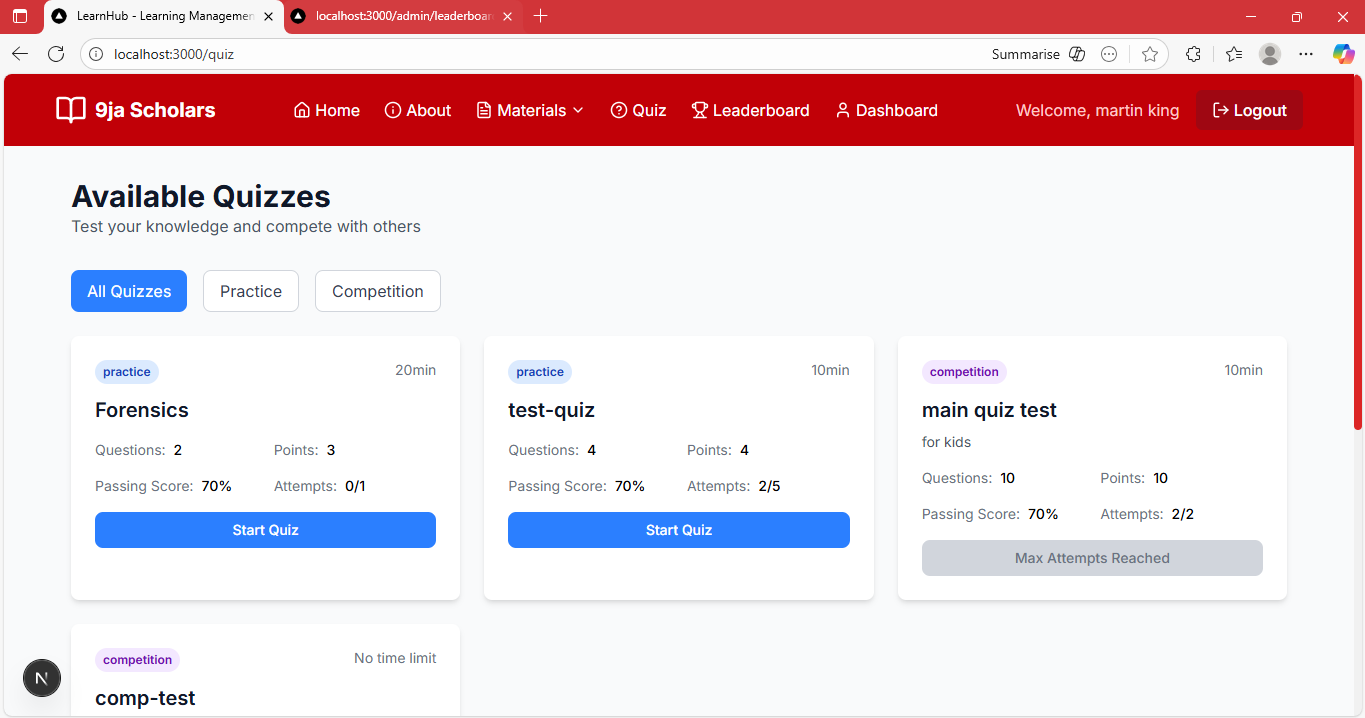 LearnHub - Learning Managemen
localhost:3000/admin/leaderboar
localhost:3000/quiz
Summarise
9ja Scholars
Home
About
Materials
Quiz
Leaderboard
Dashboard
Welcome, martin king
Logout
Available Quizzes
Test your knowledge and compete with others
All Quizzes
Practice
Competition
practice
20min
Forensics
Questions: 2
Points: 3
Passing Score: 70%
Attempts: 0/1
Start Quiz
practice
10min
test-quiz
Questions: 4
Points: 4
Passing Score: 70%
Attempts: 2/5
Start Quiz
competition
10min
main quiz test
for kids
Questions: 10
Points: 10
Passing Score: 70%
Attempts: 2/2
Max Attempts Reached
competition
No time limit
comp-test
N